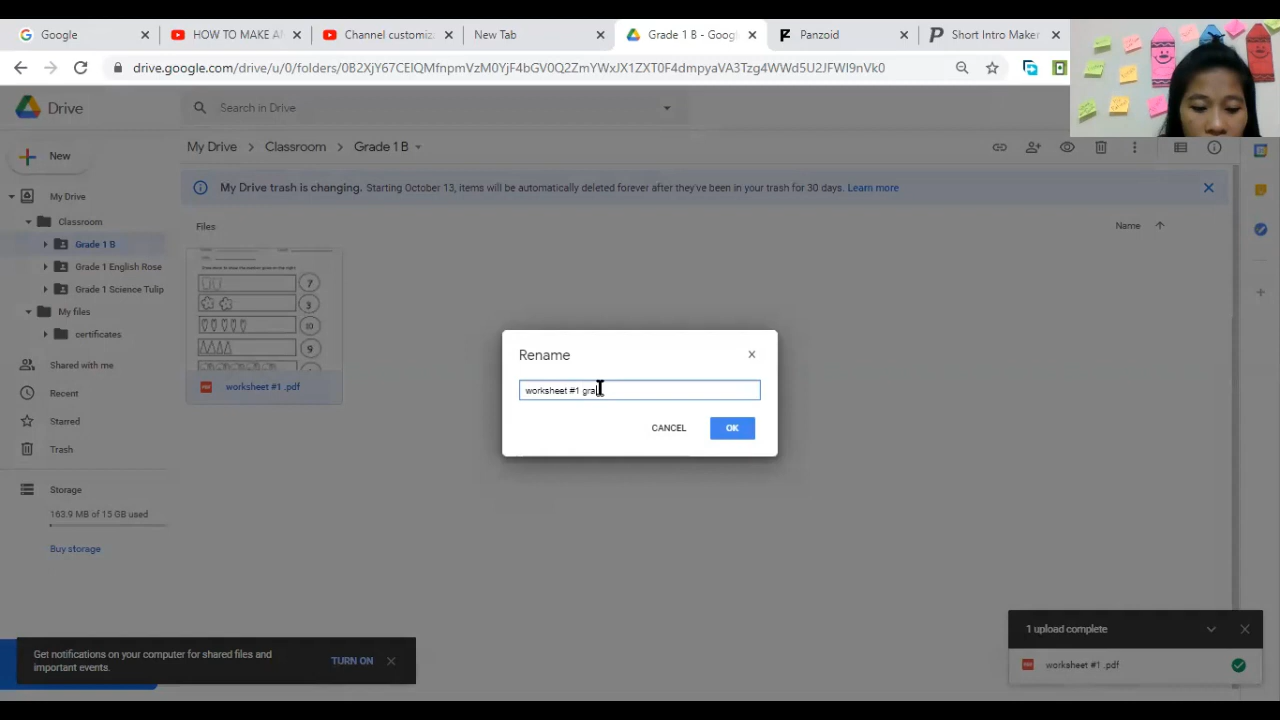 Google
HOW TO MAKE AN
Channel customiz
New Tab
Grade 1 B - Goog
Panzoid
Short Intro Maker
drive.google.com/drive/u/0/folders/
Drive
Search in Drive
New
My Drive > Classroom > Grade 1 B
My Drive trash is changing. Starting October 13, items will be automatically deleted forever after they've been in your trash for 30 days. Learn more
My Drive
Classroom
Grade 1 B
Grade 1 English Rose
Grade 1 Science Tulip
My files
certificates
Shared with me
Recent
Starred
Trash
Storage
163.9 MB of 15 GB used
Buy storage
Files
Name
7
3
10
9
worksheet #1 .pdf
Rename
worksheet #1 gra
CANCEL
OK
Get notifications on your computer for shared files and
important events.
TURN ON
1 upload complete
worksheet #1 .pdf